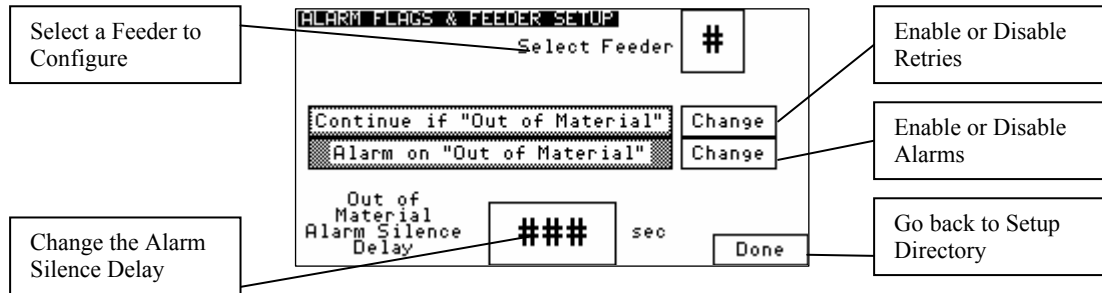 Select a Feeder to
Configure
ALARM FLAGS & FEEDER SETUP
Select Feeder
#
Enable or Disable
Retries
Continue if "Out of Material"
Change
Alarm on "Out of Material"
Change
Enable or Disable
Alarms
Change the Alarm
Silence Delay
Out of
Material
Alarm Silence
Delay
###
sec
Done
Go back to Setup
Directory